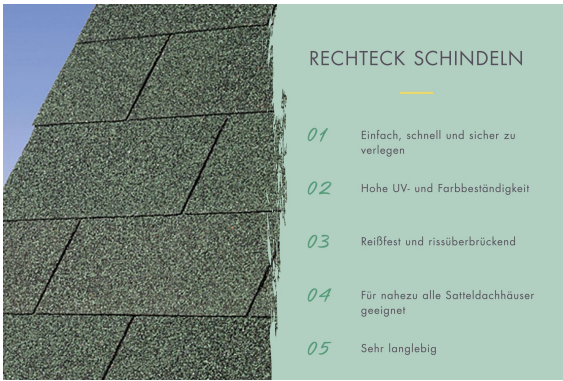 RECHTECK SCHINDELN
01 Einfach, schnell und sicher zu
verlegen
02 Hohe UV- und Farbbeständigkeit
03 Reißfest und rissüberbrückend
04 Für nahezu alle Satteldachhäuser
geeignet
05 Sehr langlebig